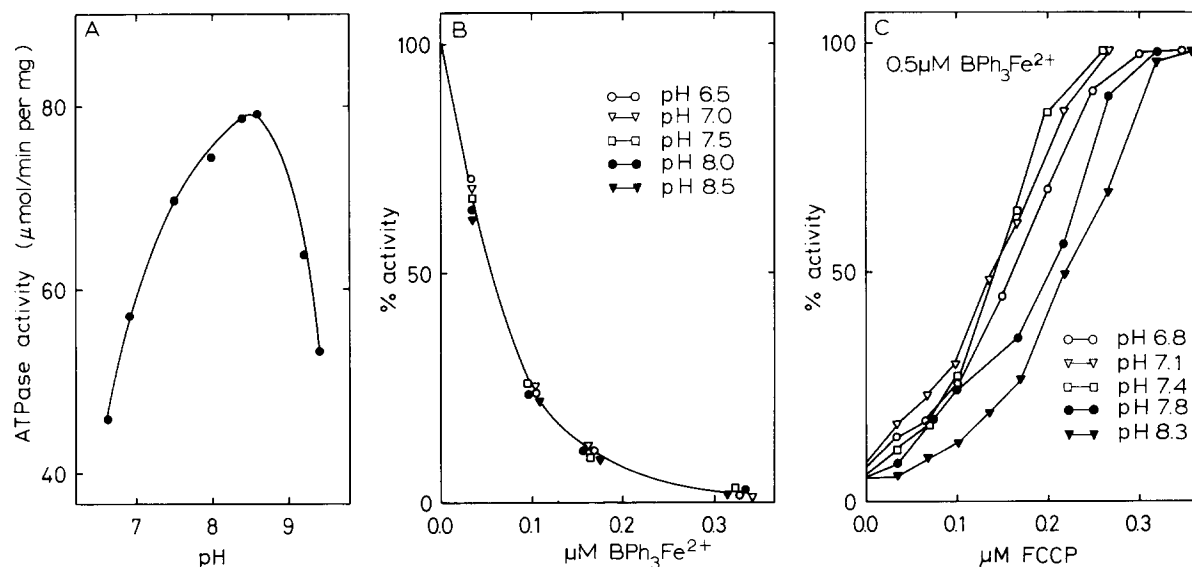 A
ATPase activity (μmol/min per mg)
80
60
40
7
8
9
pH
B
% activity
100
50
0
0.0
0.1
0.2
0.3
μM BPh₃Fe²⁺
pH 6.5
pH 7.0
pH 7.5
pH 8.0
pH 8.5
C
0.5μM BPh₃Fe²⁺
% activity
100
50
0
0.0
0.1
0.2
0.3
μM FCCP
pH 6.8
pH 7.1
pH 7.4
pH 7.8
pH 8.3